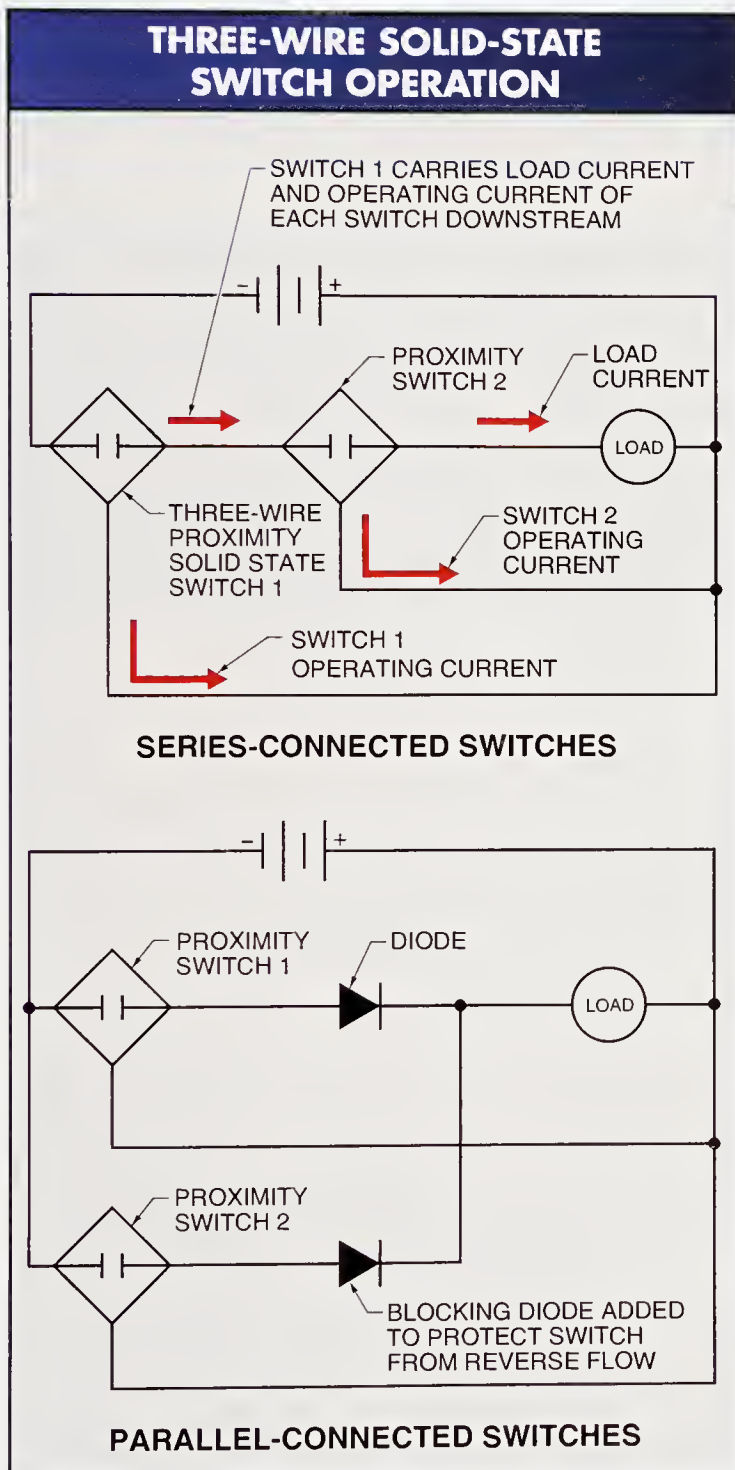 THREE-WIRE SOLID-STATE
SWITCH OPERATION
SWITCH 1 CARRIES LOAD CURRENT
AND OPERATING CURRENT OF
EACH SWITCH DOWNSTREAM
- +
PROXIMITY
SWITCH 2
LOAD
CURRENT
LOAD
THREE-WIRE
PROXIMITY
SOLID STATE
SWITCH 1
SWITCH 2
OPERATING
CURRENT
SWITCH 1
OPERATING CURRENT
SERIES-CONNECTED SWITCHES
- +
PROXIMITY
SWITCH 1
DIODE
LOAD
PROXIMITY
SWITCH 2
BLOCKING DIODE ADDED
TO PROTECT SWITCH
FROM REVERSE FLOW
PARALLEL-CONNECTED SWITCHES